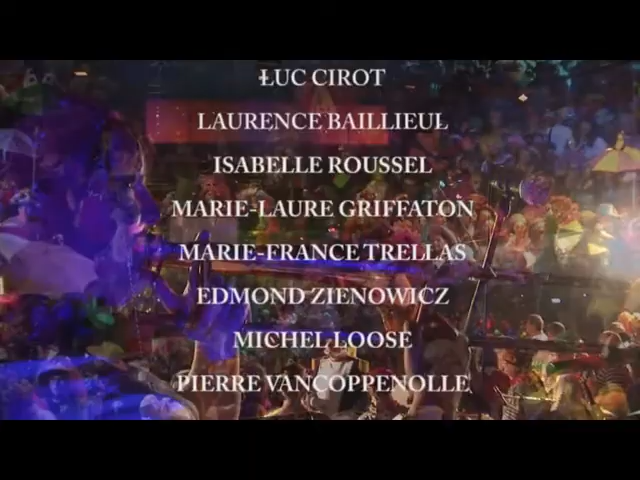 LUC CIROT
LAURENCE BAILLIEUL
ISABELLE ROUSSEL
MARIE-LAURE GRIFFATON
MARIE-FRANCE TRELLAS
EDMOND ZIENOWICZ
MICHEL LOOSE
PIERRE VANCOPPENOLLE